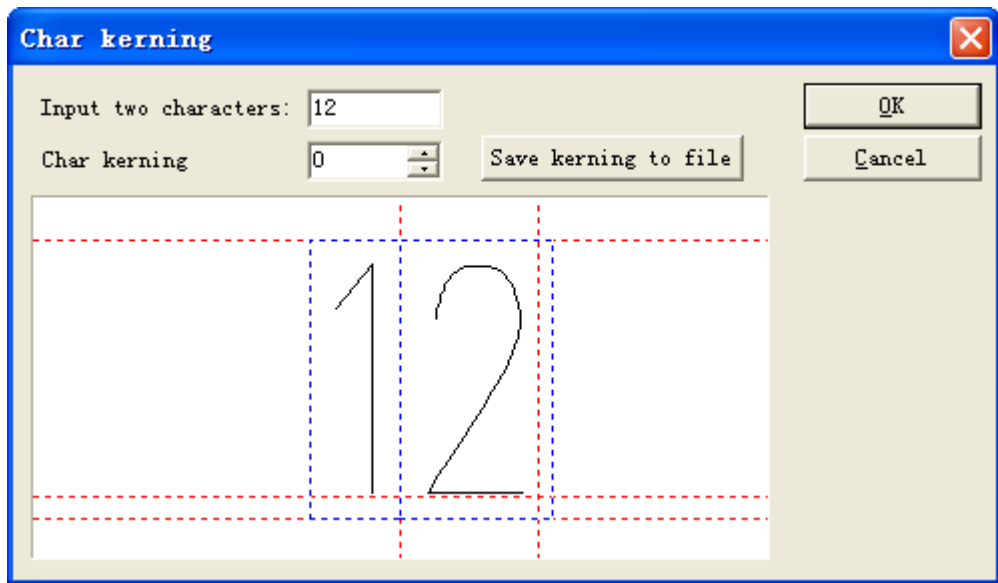 Char kerning
Input two characters: 12
OK
Char kerning 0
Save kerning to file
Cancel
12